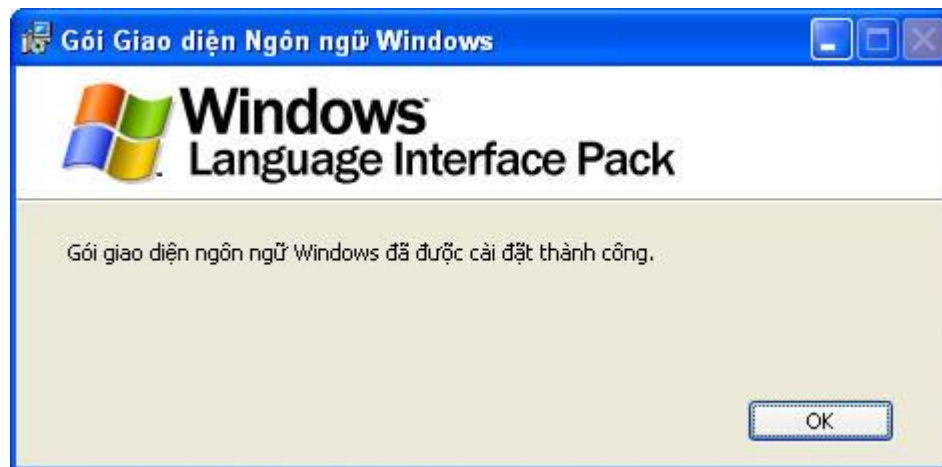 Gói Giao diện Ngôn ngữ Windows
Windows
Language Interface Pack
Gói giao diện ngôn ngữ Windows đã được cài đặt thành công.
OK